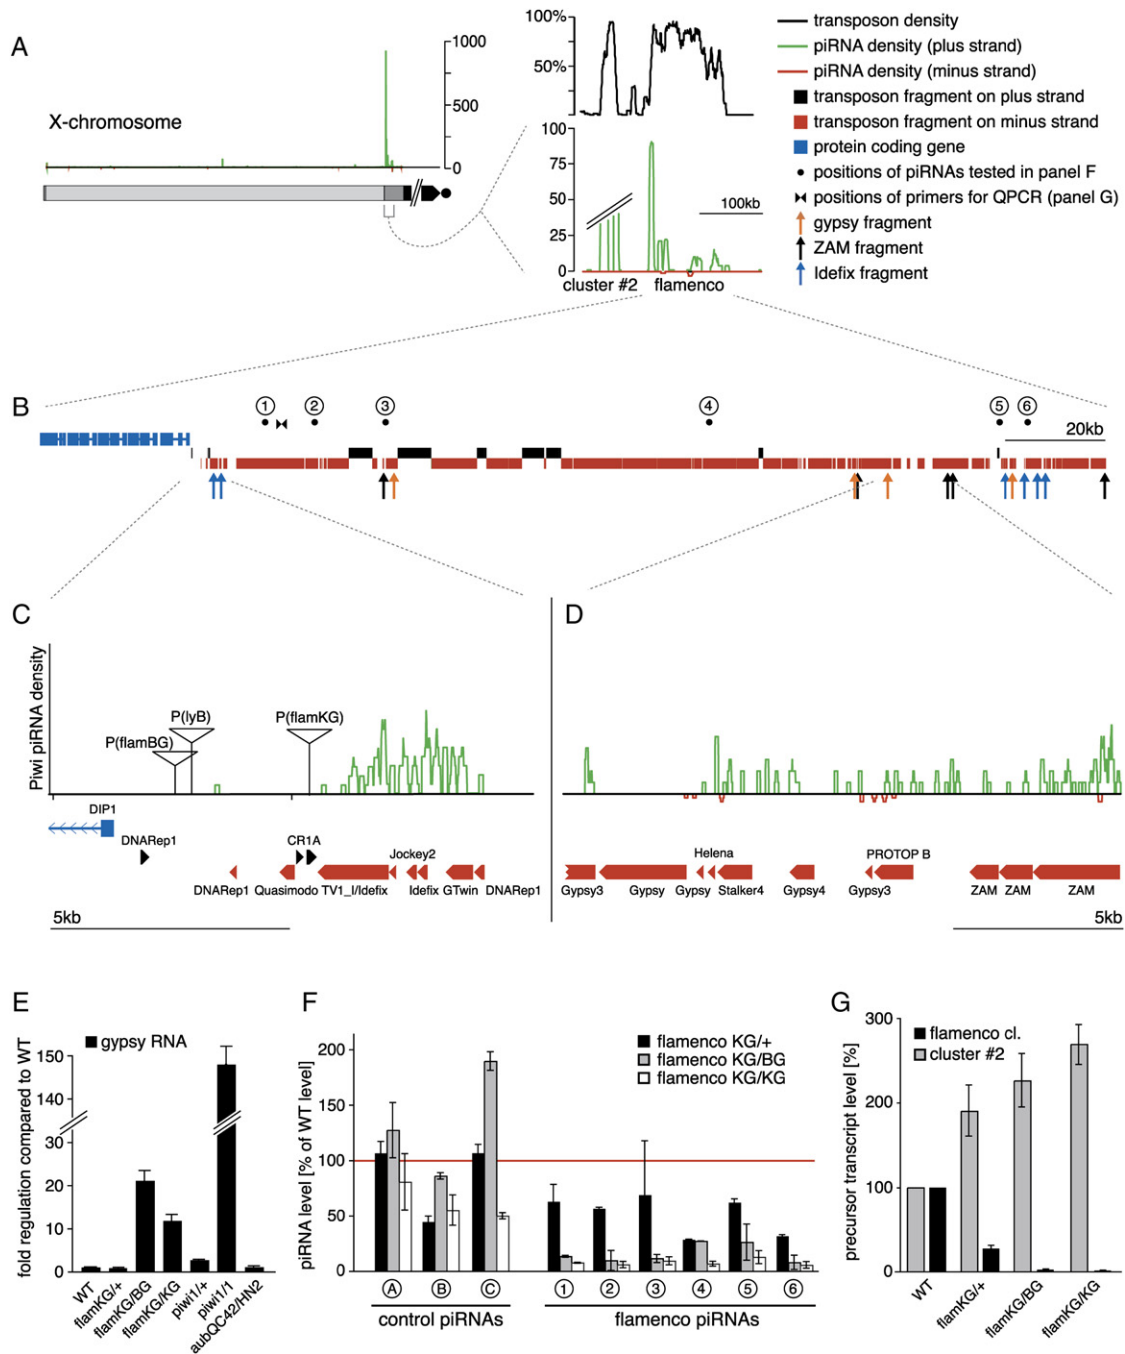 A
X-chromosome
1000
500
0
100%
50%
100
75
50
25
0
100kb
cluster #2
flamenco
transposon density
piRNA density (plus strand)
piRNA density (minus strand)
transposon fragment on plus strand
transposon fragment on minus strand
protein coding gene
positions of piRNAs tested in panel F
positions of primers for QPCR (panel G)
gypsy fragment
ZAM fragment
Idefix fragment
B
1 2 3 4 5 6
20kb
C
Piwi piRNA density
P(flamBG)
P(lyB)
P(flamKG)
DIP1
DNARep1
CR1A
Jockey2
DNARep1 Quasimodo TV1_I/Idefix Idefix GTwin DNARep1
5kb
D
Helena
PROTOP B
Gypsy3 Gypsy Gypsy Stalker4 Gypsy4 Gypsy3 ZAM ZAM ZAM
5kb
E
fold regulation compared to WT
gypsy RNA
150
140
30
20
10
0
WT
flamKG/+
flamKG/BG
flamKG/KG
piwi1/+
piwi1/1
aubQC42/HN2
F
piRNA level [% of WT level]
flamenco KG/+
flamenco KG/BG
flamenco KG/KG
200
150
100
50
0
A B C 1 2 3 4 5 6
control piRNAs
flamenco piRNAs
G
precursor transcript level [%]
flamenco cl.
cluster #2
300
200
100
0
WT
flamKG/+
flamKG/BG
flamKG/KG